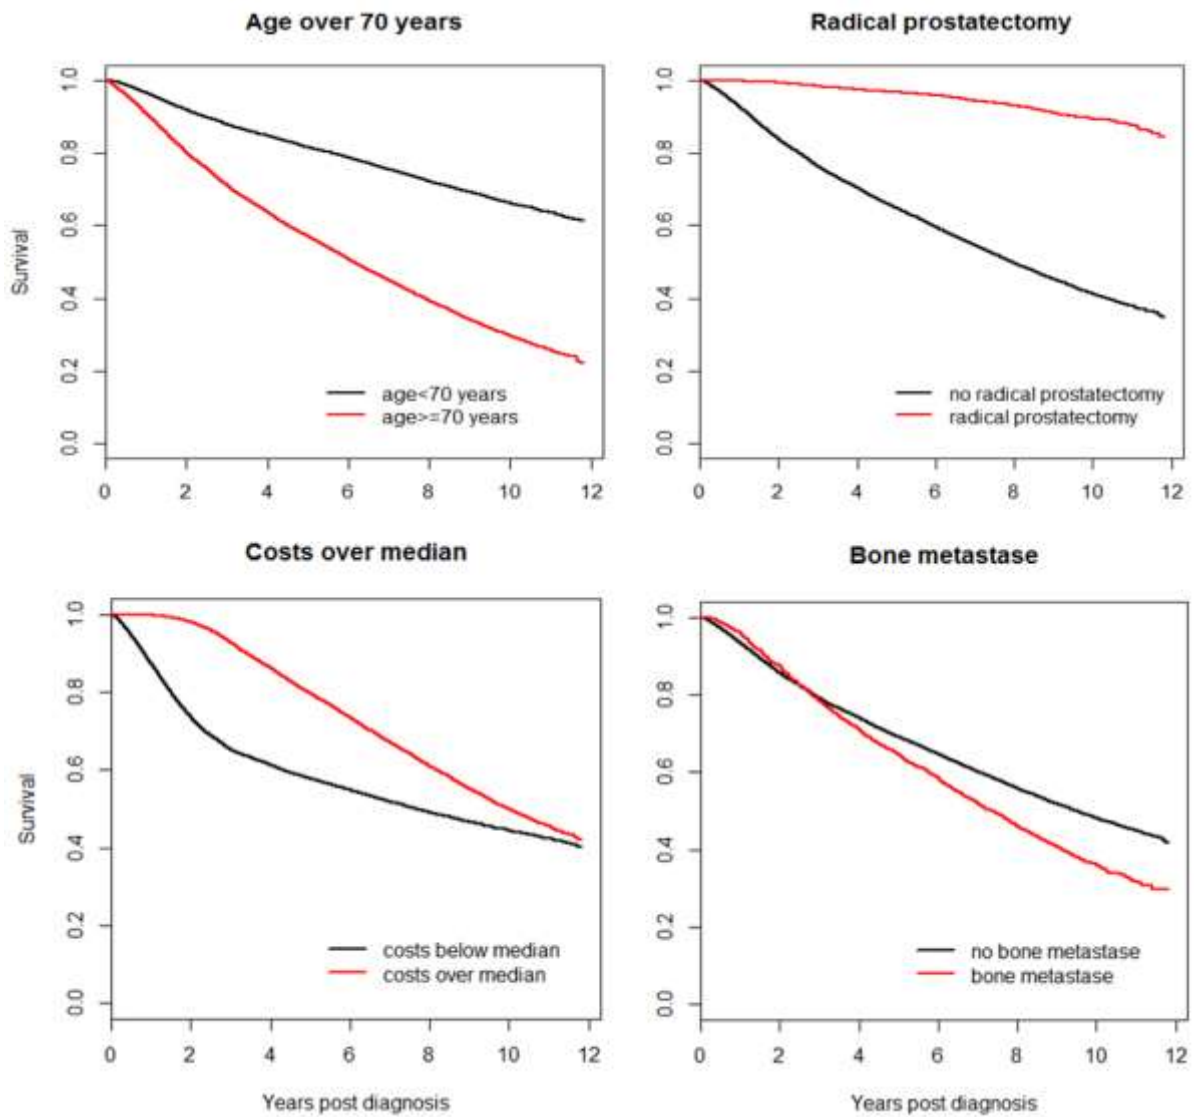 Age over 70 years
Survival
1.0
0.8
0.6
0.4
0.2
0.0
age<70 years
age>=70 years
0 2 4 6 8 10 12
Radical prostatectomy
1.0
0.8
0.6
0.4
0.2
0.0
no radical prostatectomy
radical prostatectomy
0 2 4 6 8 10 12
Costs over median
Survival
1.0
0.8
0.6
0.4
0.2
0.0
costs below median
costs over median
0 2 4 6 8 10 12
Years post diagnosis
Bone metastase
1.0
0.8
0.6
0.4
0.2
0.0
no bone metastase
bone metastase
0 2 4 6 8 10 12
Years post diagnosis